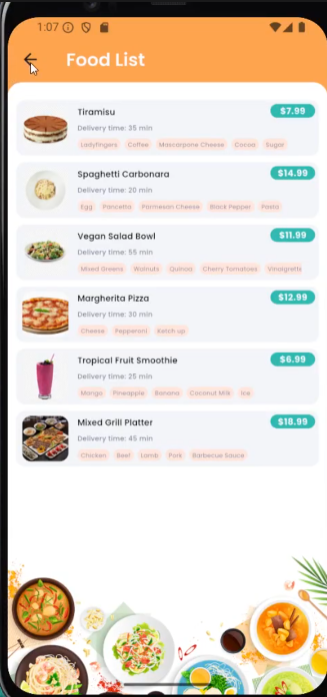 1:07
Food List
Tiramisu $7.99
Delivery time: 35 min
Ladyfingers Coffee Mascarpone Cheese Cocoa Sugar
Spaghetti Carbonara $14.99
Delivery time: 20 min
Egg Pancetta Parmesan Cheese Black Pepper Pasta
Vegan Salad Bowl $11.99
Delivery time: 55 min
Mixed Greens Walnuts Quinoa Cherry Tomatoes Vinaigrette
Margherita Pizza $12.99
Delivery time: 30 min
Cheese Pepperoni Ketch up
Tropical Fruit Smoothie $6.99
Delivery time: 25 min
Mango Pineapple Banana Coconut Milk Ice
Mixed Grill Platter $18.99
Delivery time: 45 min
Chicken Beef Lamb Pork Barbecue Sauce